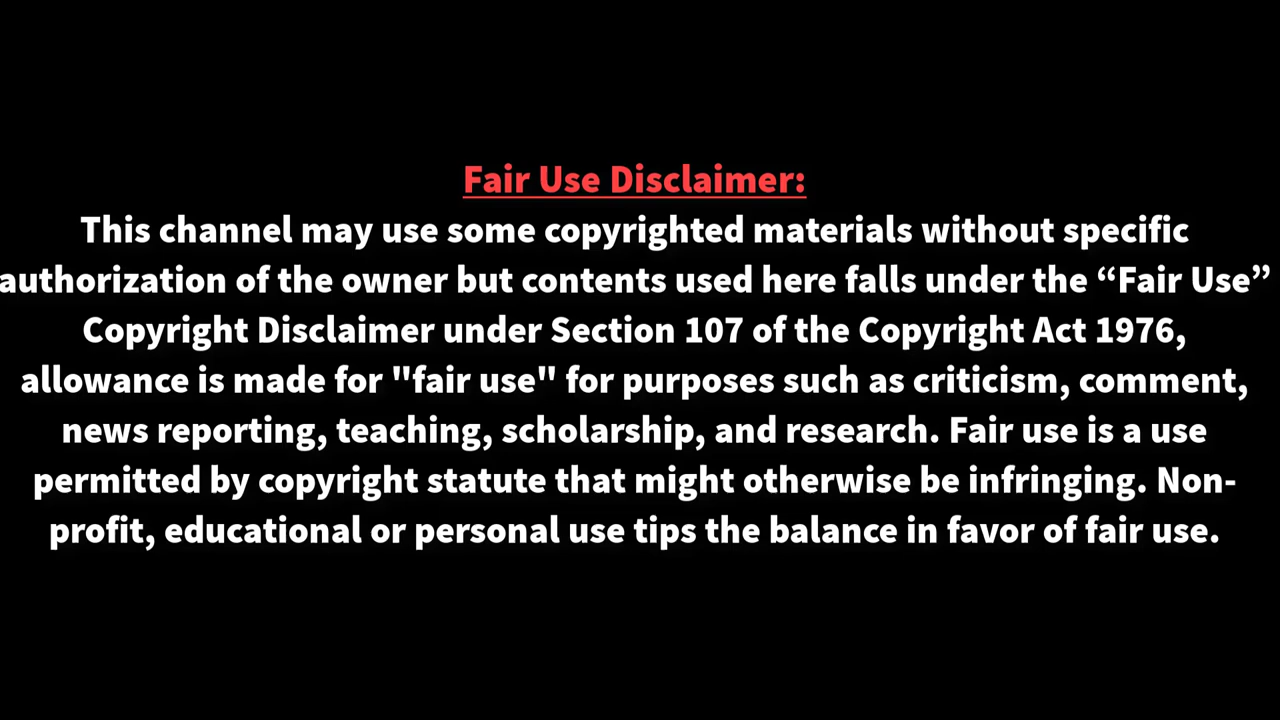 Fair Use Disclaimer:
This channel may use some copyrighted materials without specific
authorization of the owner but contents used here falls under the “Fair Use”
Copyright Disclaimer under Section 107 of the Copyright Act 1976,
allowance is made for "fair use" for purposes such as criticism, comment,
news reporting, teaching, scholarship, and research. Fair use is a use
permitted by copyright statute that might otherwise be infringing. Non-
profit, educational or personal use tips the balance in favor of fair use.